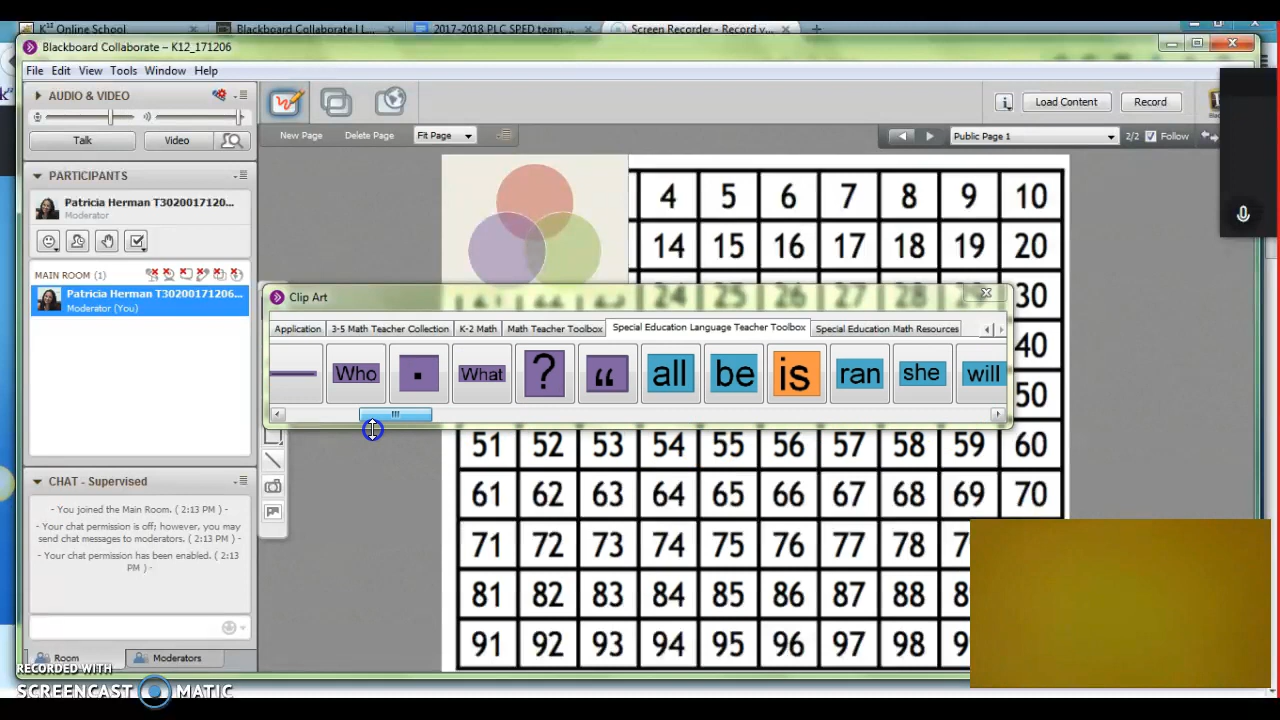 K¹² Online School
Blackboard Collaborate | L...
2017-2018 PLC SPED team ...
Screen Recorder - Record v...
Blackboard Collaborate – K12_171206
File Edit View Tools Window Help
AUDIO & VIDEO
Talk Video
PARTICIPANTS
Patricia Herman T3020017120...
Moderator
MAIN ROOM (1)
Patricia Herman T30200171206...
Moderator (You)
CHAT - Supervised
- You joined the Main Room. ( 2:13 PM ) -
- Your chat permission is off; however, you may
send chat messages to moderators. ( 2:13 PM ) -
- Your chat permission has been enabled. ( 2:13
PM ) -
Room Moderators
RECORDED WITH
SCREENCAST MATIC
Load Content Record
New Page Delete Page Fit Page Public Page 1 2/2 Follow
4 5 6 7 8 9 10
14 15 16 17 18 19 20
24 25 26 27 28 29 30
Clip Art
Application 3-5 Math Teacher Collection K-2 Math Math Teacher Toolbox Special Education Language Teacher Toolbox Special Education Math Resources
Who . What ? “ all be is ran she will
40
50
51 52 53 54 55 56 57 58 59 60
61 62 63 64 65 66 67 68 69 70
71 72 73 74 75 76 77 78
81 82 83 84 85 86 87 88
91 92 93 94 95 96 97 98